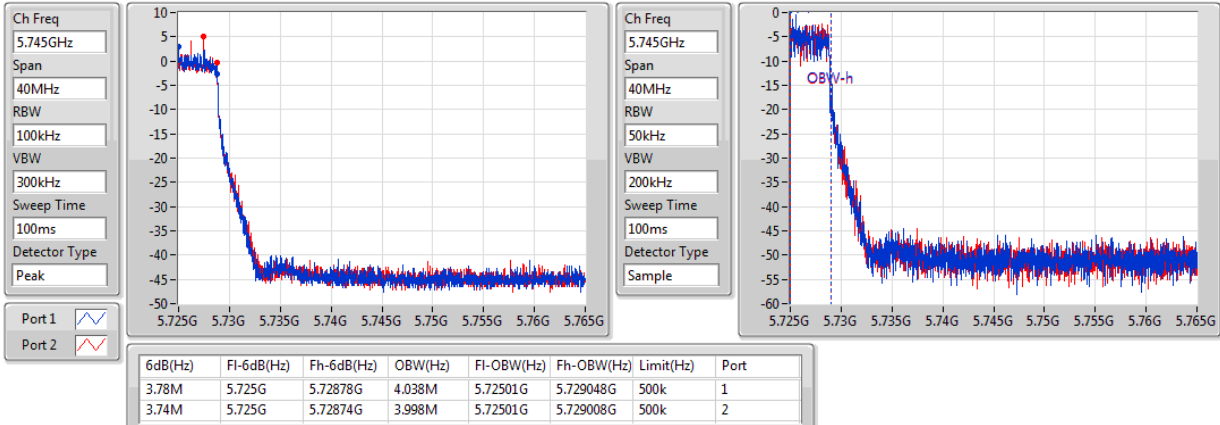 Ch Freq
5.745GHz
Span
40MHz
RBW
100kHz
VBW
300kHz
Sweep Time
100ms
Detector Type
Peak
Port 1
Port 2
10
5
0
-5
-10
-15
-20
-25
-30
-35
-40
-45
-50
5.725G 5.73G 5.735G 5.74G 5.745G 5.75G 5.755G 5.76G 5.765G
Ch Freq
5.745GHz
Span
40MHz
RBW
50kHz
VBW
200kHz
Sweep Time
100ms
Detector Type
Sample
0
-5
-10
-15
-20
-25
-30
-35
-40
-45
-50
-55
-60
OBW-h
5.725G 5.73G 5.735G 5.74G 5.745G 5.75G 5.755G 5.76G 5.765G
6dB(Hz) Fl-6dB(Hz) Fh-6dB(Hz) OBW(Hz) Fl-OBW(Hz) Fh-OBW(Hz) Limit(Hz) Port
3.78M 5.725G 5.72878G 4.038M 5.72501G 5.729048G 500k 1
3.74M 5.725G 5.72874G 3.998M 5.72501G 5.729008G 500k 2